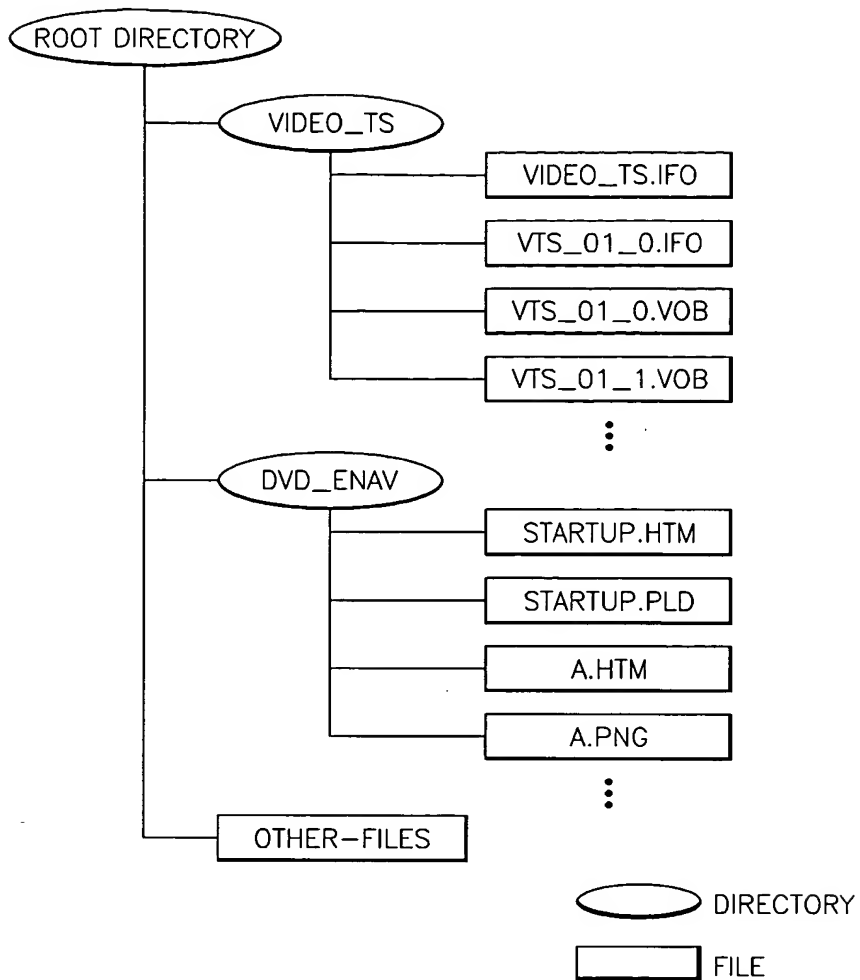 ROOT DIRECTORY
VIDEO_TS
VIDEO_TS.IFO
VTS_01_0.IFO
VTS_01_0.VOB
VTS_01_1.VOB
DVD_ENAV
STARTUP.HTM
STARTUP.PLD
A.HTM
A.PNG
OTHER-FILES
DIRECTORY
FILE